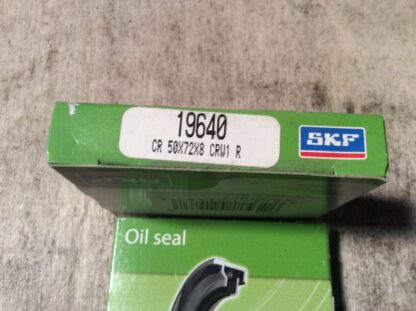 19640
CR 50X72X8 CRW1 R
SKF
Oil seal